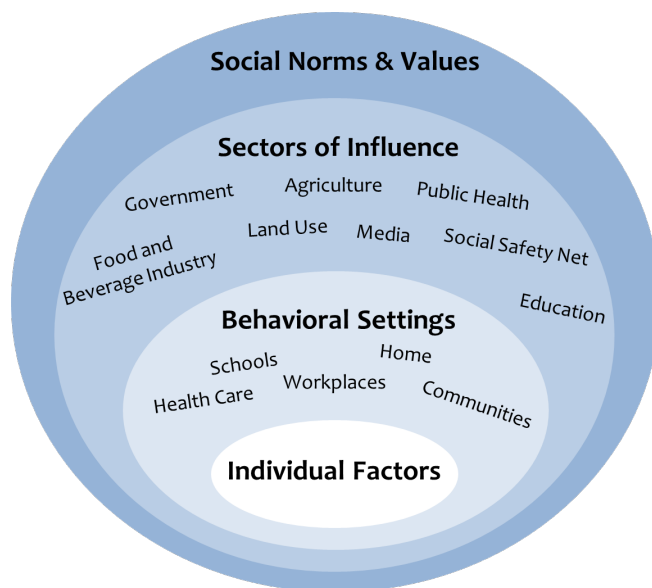 Social Norms & Values
Sectors of Influence
Government
Agriculture
Public Health
Food and
Beverage Industry
Land Use
Media
Social Safety Net
Education
Behavioral Settings
Schools
Home
Health Care
Workplaces
Communities
Individual Factors